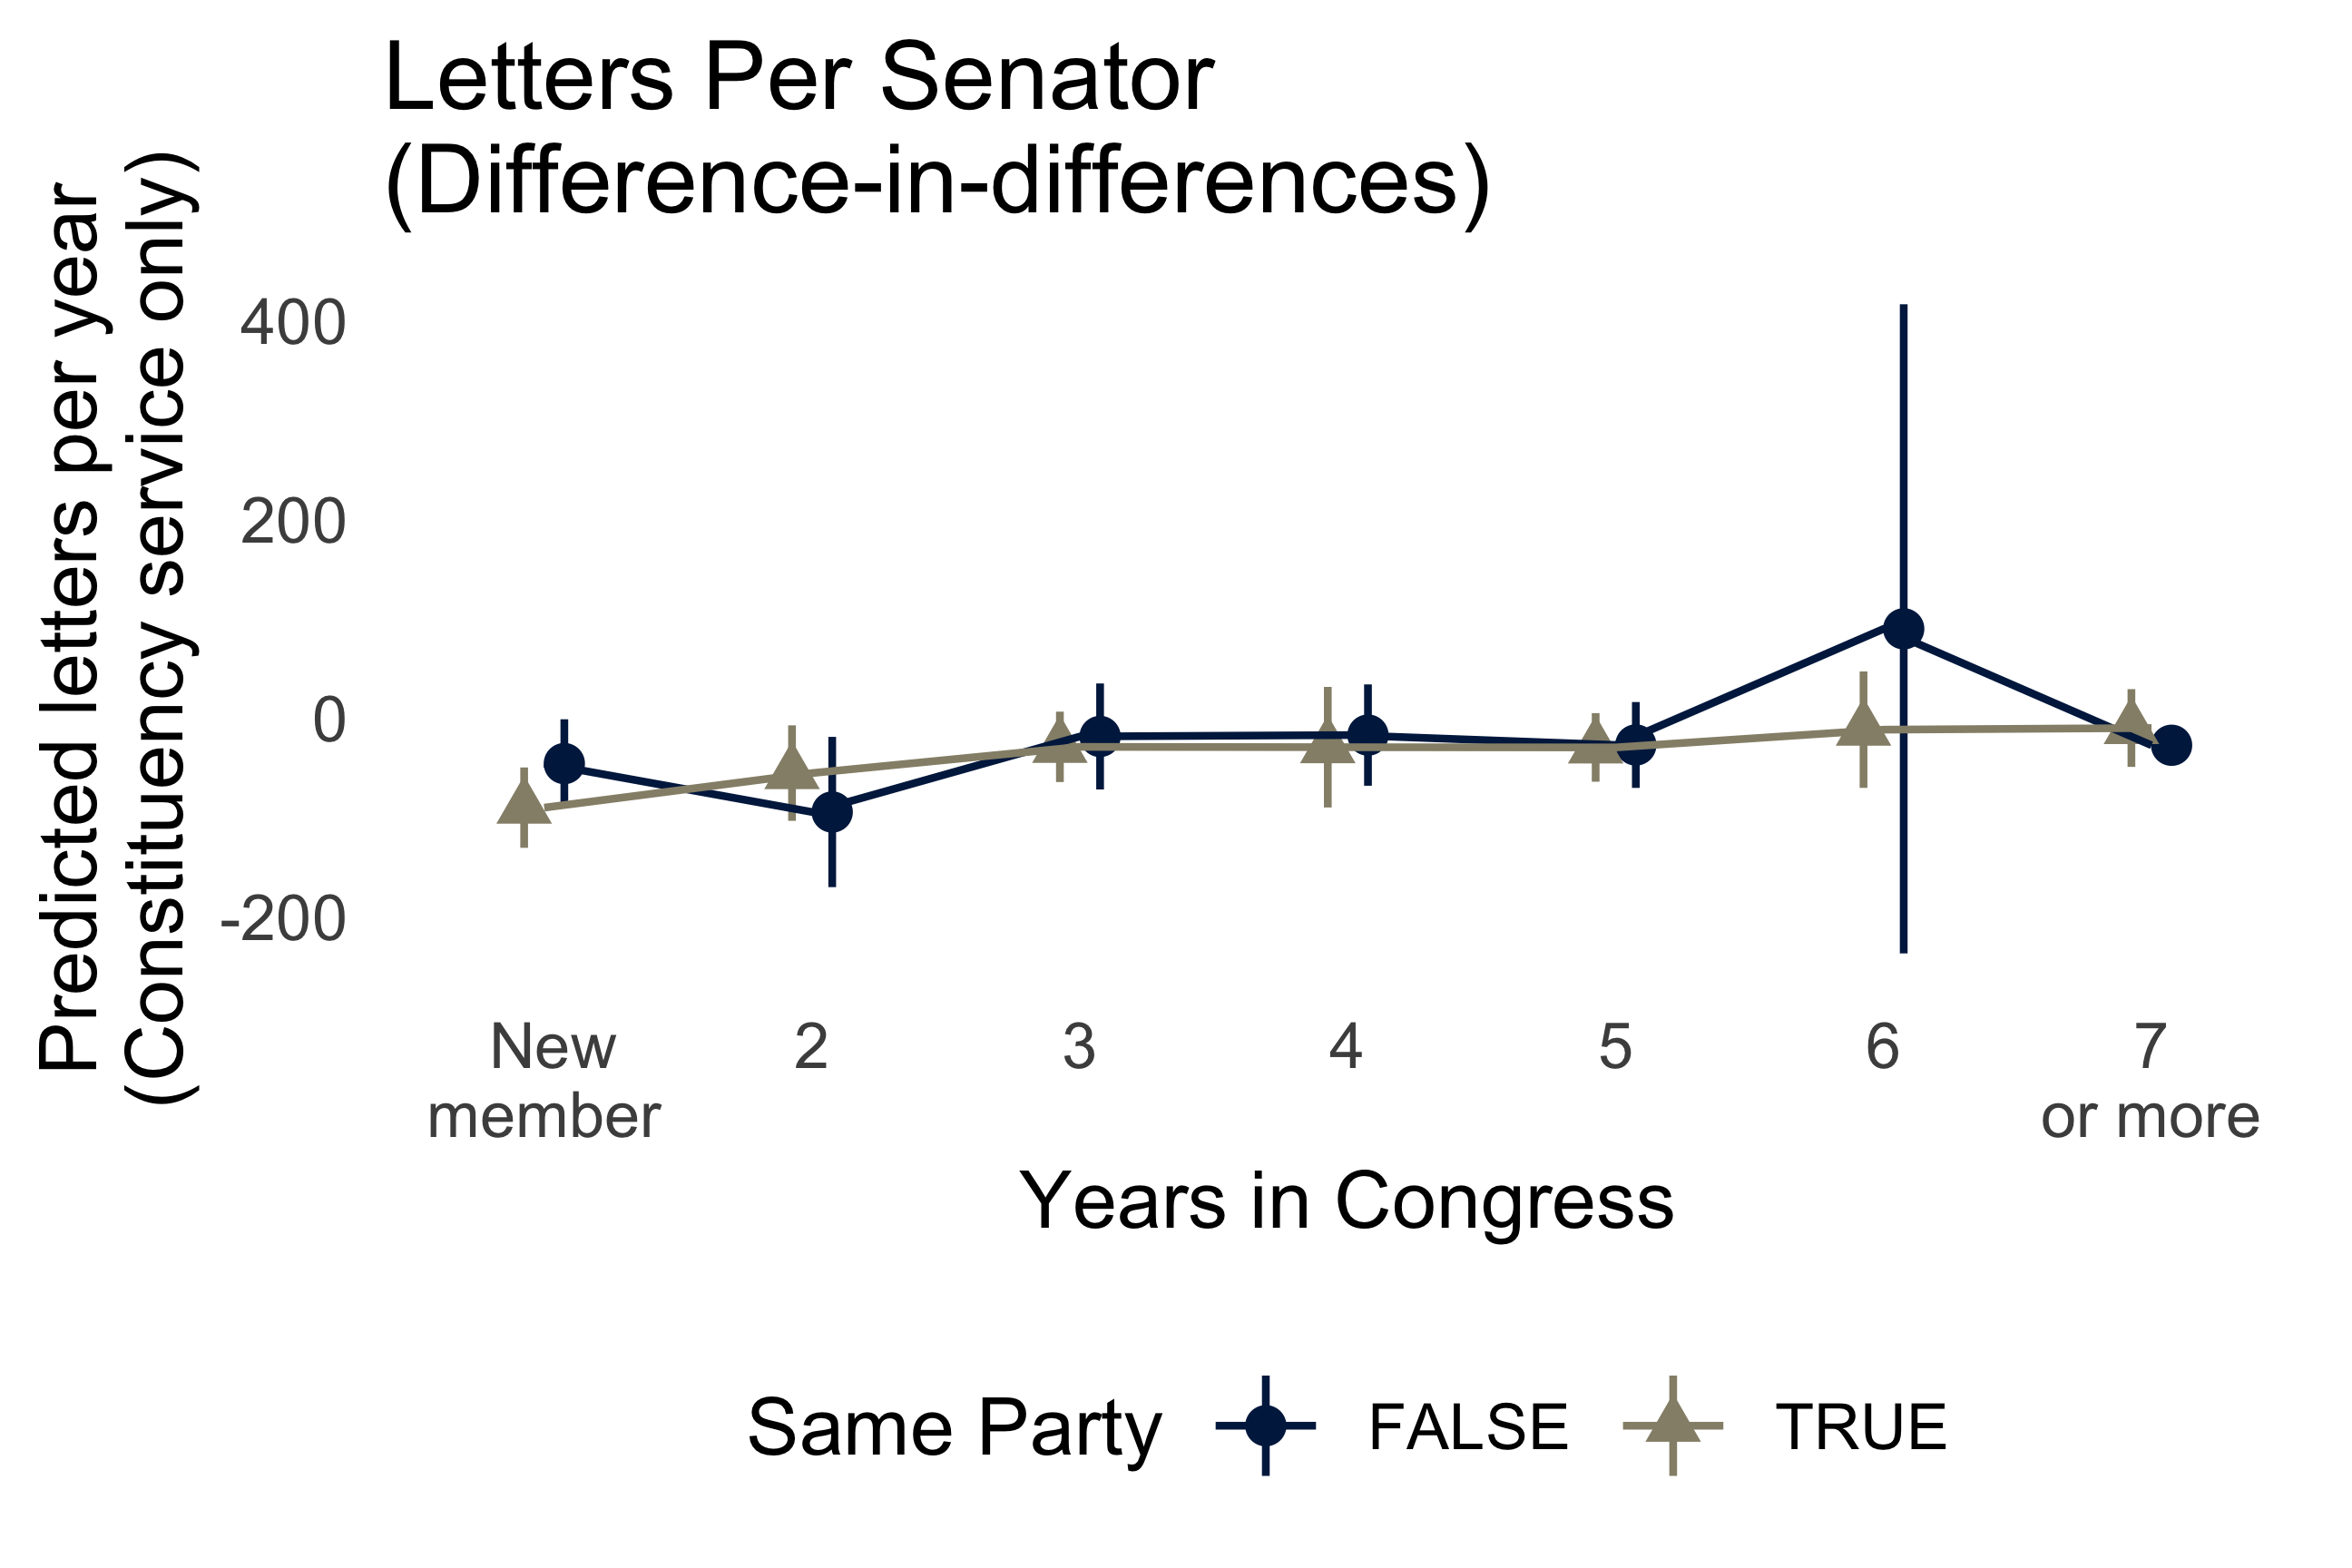 Letters Per Senator
(Difference-in-differences)
Predicted letters per year
(Constituency service only)
400
200
0
-200
New
member
2
3
4
5
6
7
or more
Years in Congress
Same Party
FALSE
TRUE